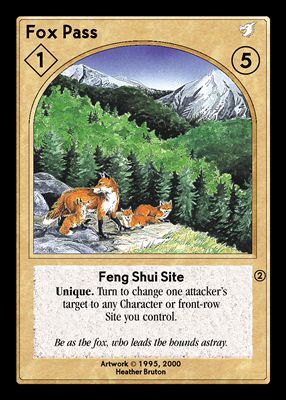 Fox Pass
1
5
Feng Shui Site
2
Unique. Turn to change one attacker's
target to any Character or front-row
Site you control.
Be as the fox, who leads the hounds astray.
Artwork © 1995, 2000
Heather Bruton